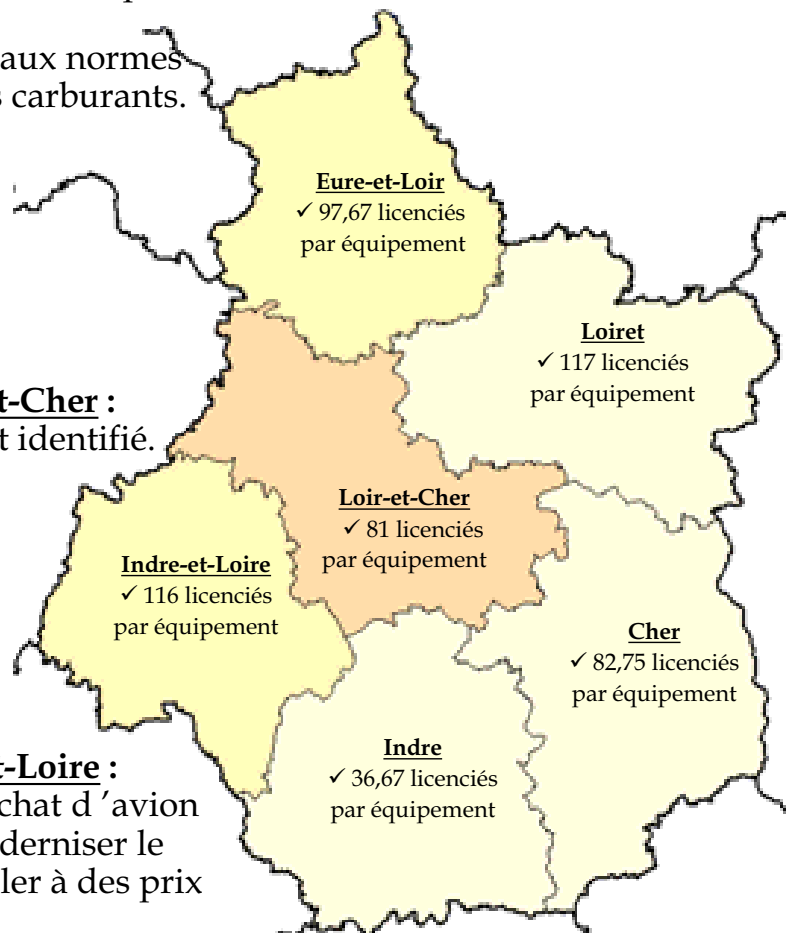 aux normes
carburants.
Eure-et-Loir
✓ 97,67 licenciés
par équipement
Loiret
✓ 117 licenciés
par équipement
t-Cher :
t identifié.
Loir-et-Cher
✓ 81 licenciés
par équipement
Indre-et-Loire
✓ 116 licenciés
par équipement
Cher
✓ 82,75 licenciés
par équipement
t-Loire :
chat d ’avion
derniser le
ler à des prix
Indre
✓ 36,67 licenciés
par équipement